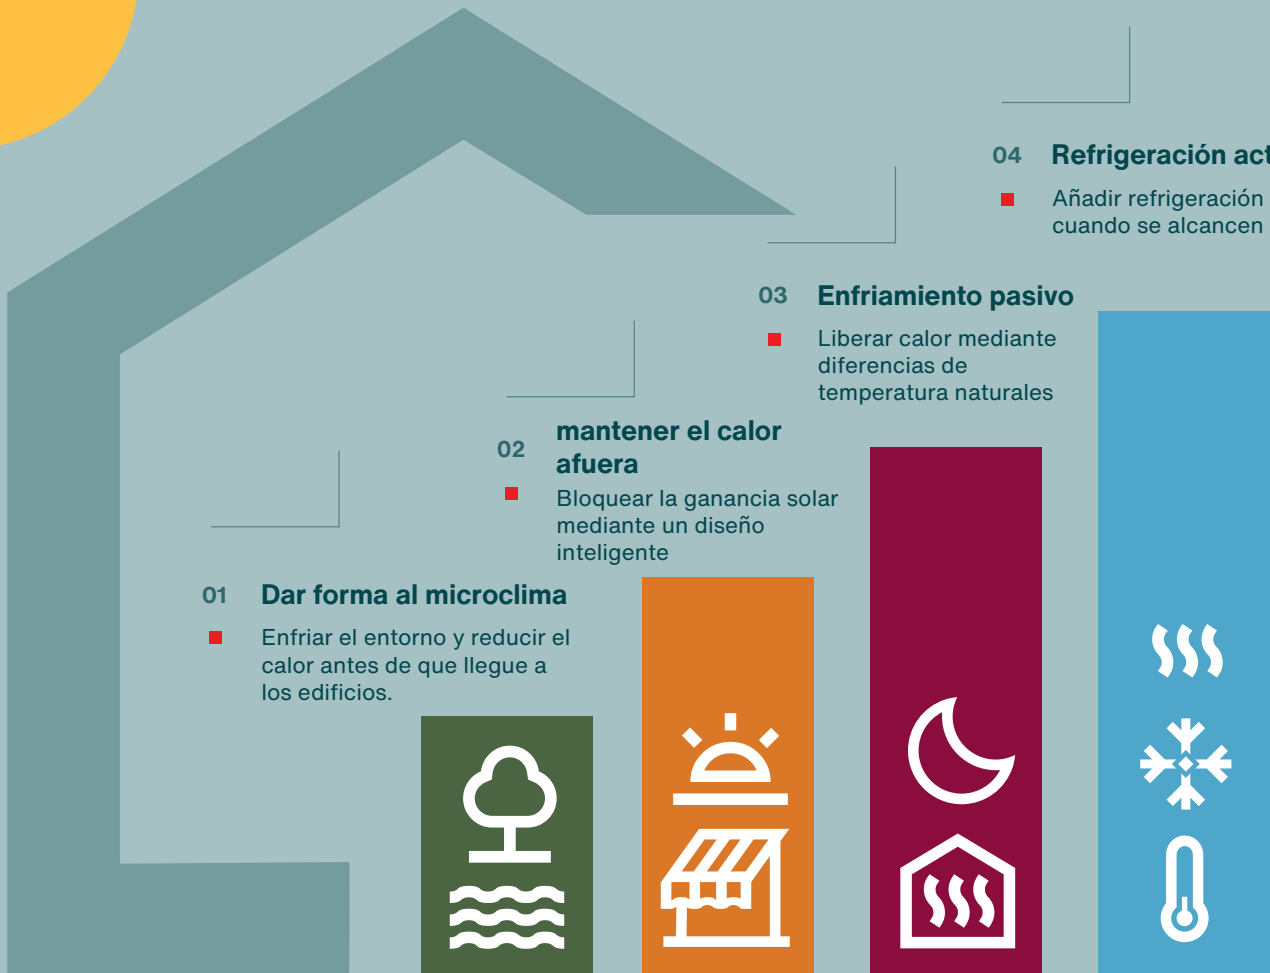 01 Dar forma al microclima
Enfriar el entorno y reducir el
calor antes de que llegue a
los edificios.
02 mantener el calor
afuera
Bloquear la ganancia solar
mediante un diseño
inteligente
03 Enfriamiento pasivo
Liberar calor mediante
diferencias de
temperatura naturales
04 Refrigeración act
Añadir refrigeración
cuando se alcancen